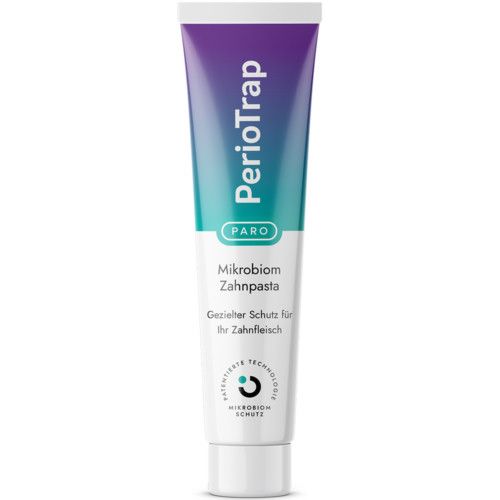 PerioTrap
PARO
Mikrobiom
Zahnpasta
Gezielter Schutz für
Ihr Zahnfleisch
PATENTIERTE TECHNOLOGIE
MIKROBIOM
SCHUTZ